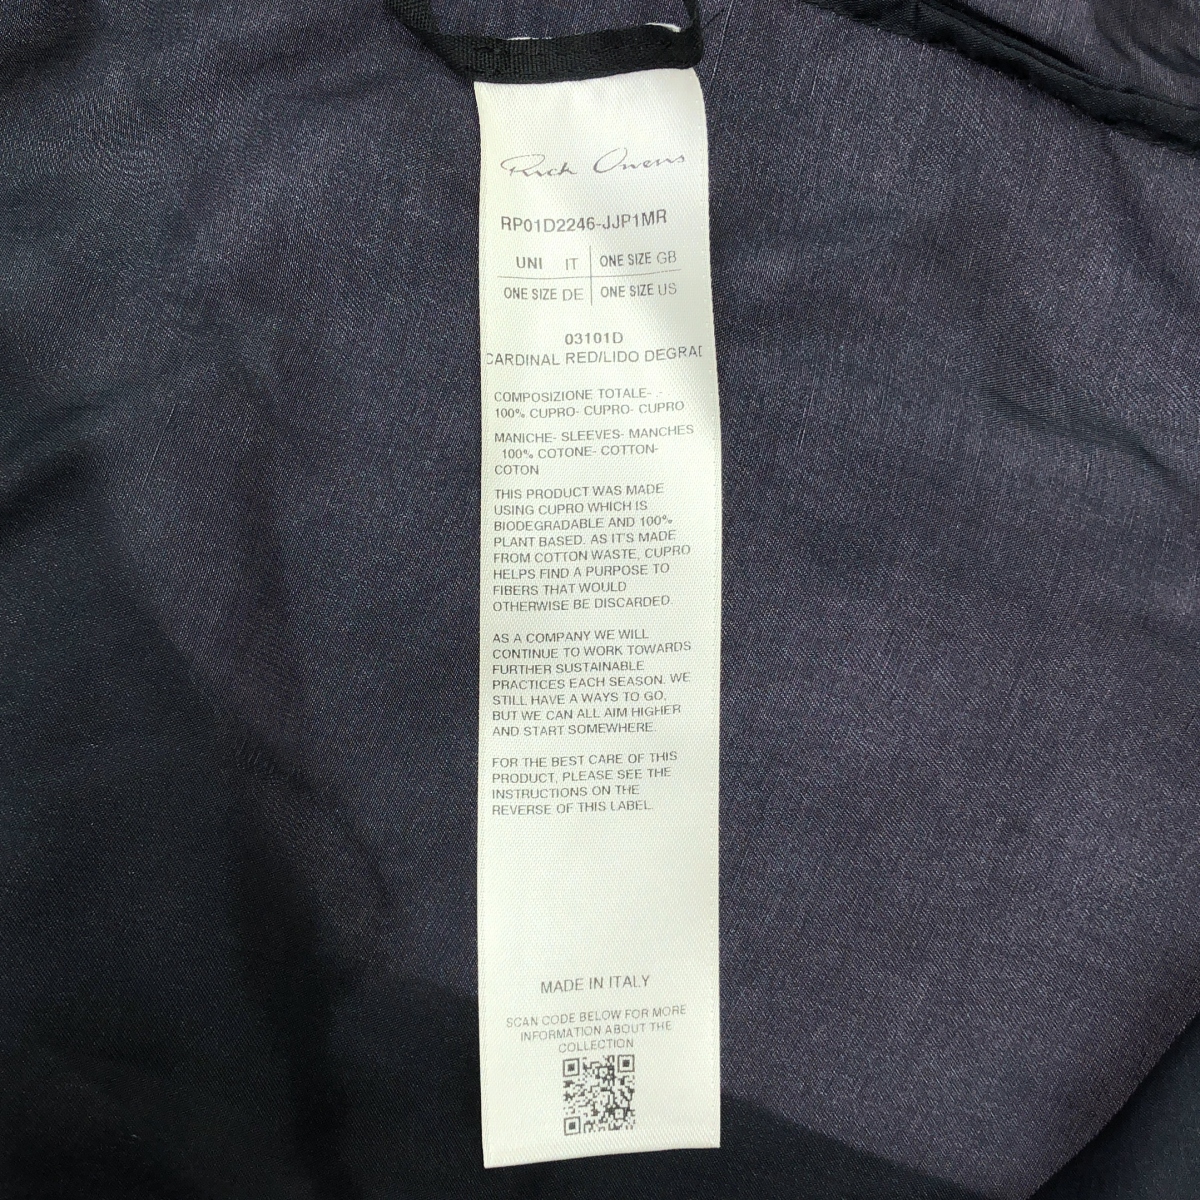 Rick Owens
RP01D2246-JJP1MR
UNI IT ONE SIZE GB
ONE SIZE DE ONE SIZE US
03101D
CARDINAL RED/LIDO DEGRAD
COMPOSIZIONE TOTALE- .-
100% CUPRO- CUPRO- CUPRO
MANICHE- SLEEVES- MANCHES
100% COTONE- COTTON-
COTON
THIS PRODUCT WAS MADE
USING CUPRO WHICH IS
BIODEGRADABLE AND 100%
PLANT BASED. AS IT'S MADE
FROM COTTON WASTE, CUPRO
HELPS FIND A PURPOSE TO
FIBERS THAT WOULD
OTHERWISE BE DISCARDED.
AS A COMPANY WE WILL
CONTINUE TO WORK TOWARDS
FURTHER SUSTAINABLE
PRACTICES EACH SEASON. WE
STILL HAVE A WAYS TO GO,
BUT WE CAN ALL AIM HIGHER
AND START SOMEWHERE.
FOR THE BEST CARE OF THIS
PRODUCT, PLEASE SEE THE
INSTRUCTIONS ON THE
REVERSE OF THIS LABEL.
MADE IN ITALY
SCAN CODE BELOW FOR MORE
INFORMATION ABOUT THE
COLLECTION